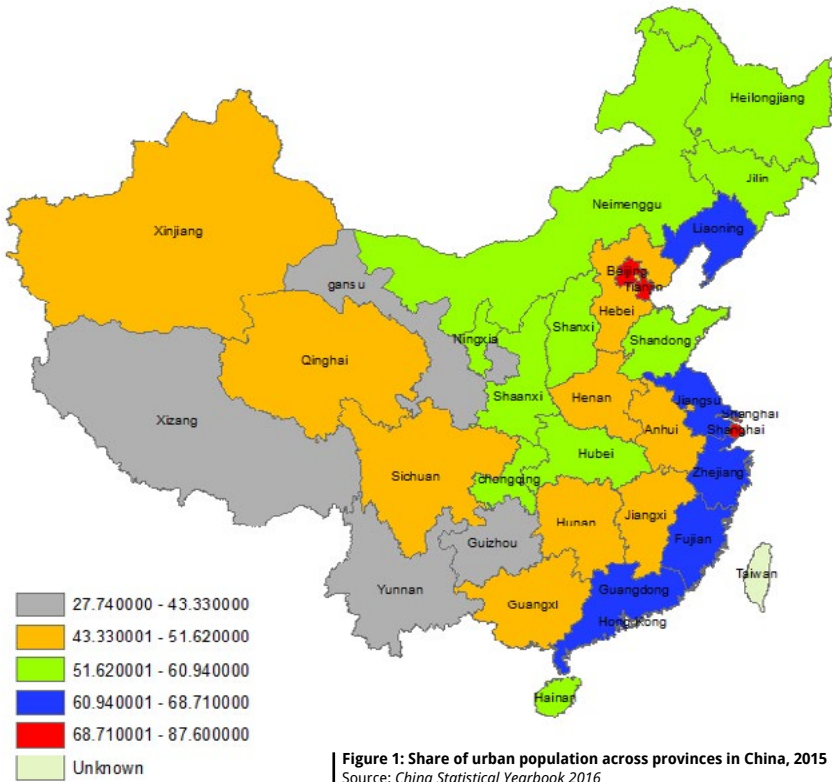 Heilongjiang
Jilin
Neimenggu
Liaoning
Xinjiang
gansu
Beijing
Tianjin
Hebei
Shanxi
Ningxia
Shandong
Qinghai
Shaanxi
Henan
Jiangsu
Shanghai
Shanghai
Anhui
Xizang
Hubei
Sichuan
chongqing
Zhejiang
Hunan
Jiangxi
Guizhou
Fujian
Yunnan
Taiwan
Guangxi
Guangdong
Hong Kong
Hainan
27.740000 - 43.330000
43.330001 - 51.620000
51.620001 - 60.940000
60.940001 - 68.710000
68.710001 - 87.600000
Unknown
Figure 1: Share of urban population across provinces in China, 2015
Source: China Statistical Yearbook 2016